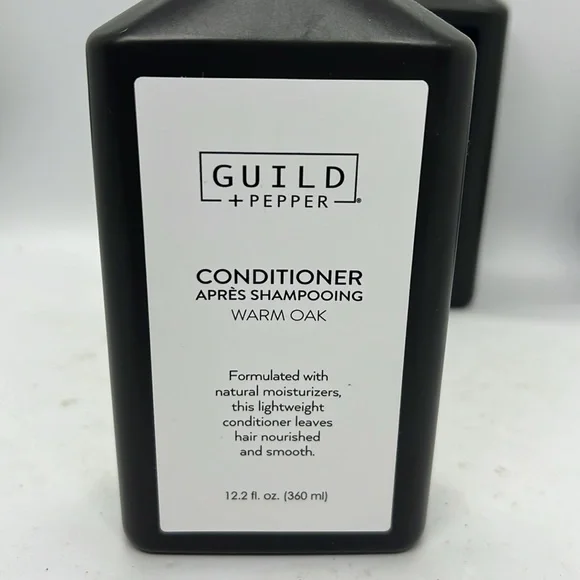 GUILD
+ PEPPER®
CONDITIONER
APRÈS SHAMPOOING
WARM OAK
Formulated with
natural moisturizers,
this lightweight
conditioner leaves
hair nourished
and smooth.
12.2 fl. oz. (360 ml)